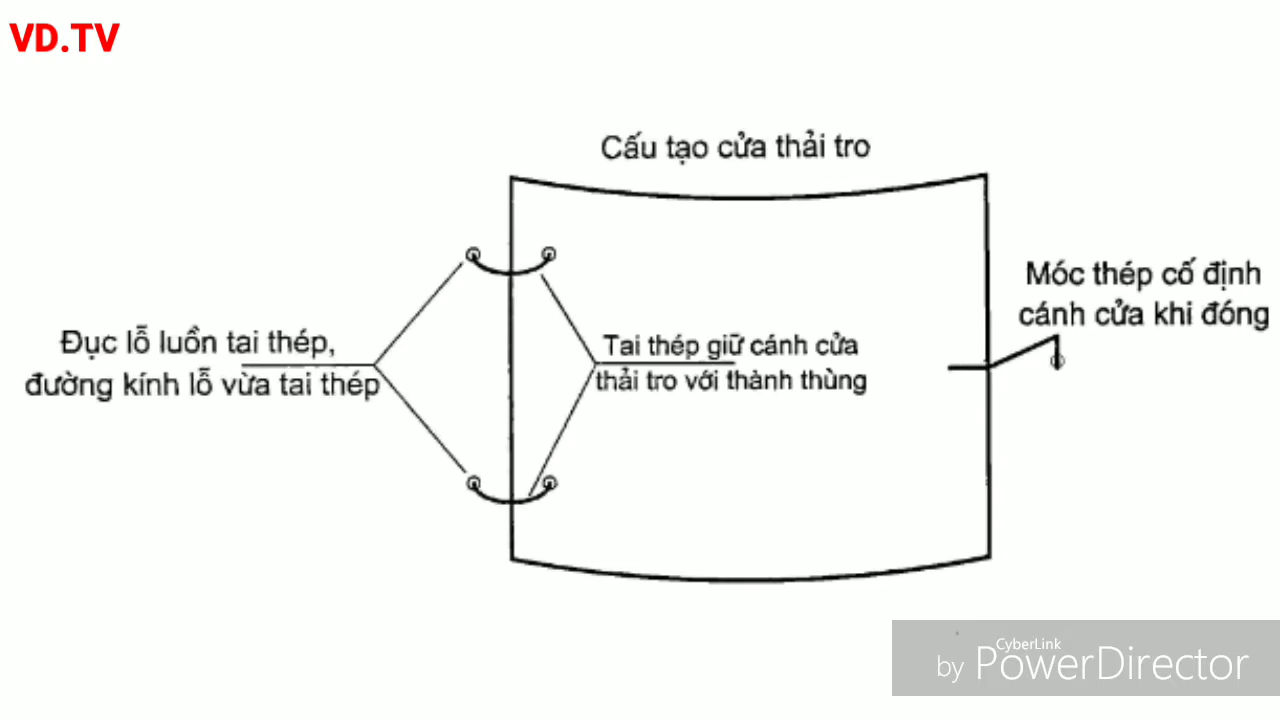 VD.TV
Cấu tạo cửa thải tro
Móc thép cố định
cánh cửa khi đóng
Đục lỗ luồn tai thép,
đường kính lỗ vừa tai thép
Tai thép giữ cánh cửa
thải tro với thành thùng
CyberLink
by PowerDirector